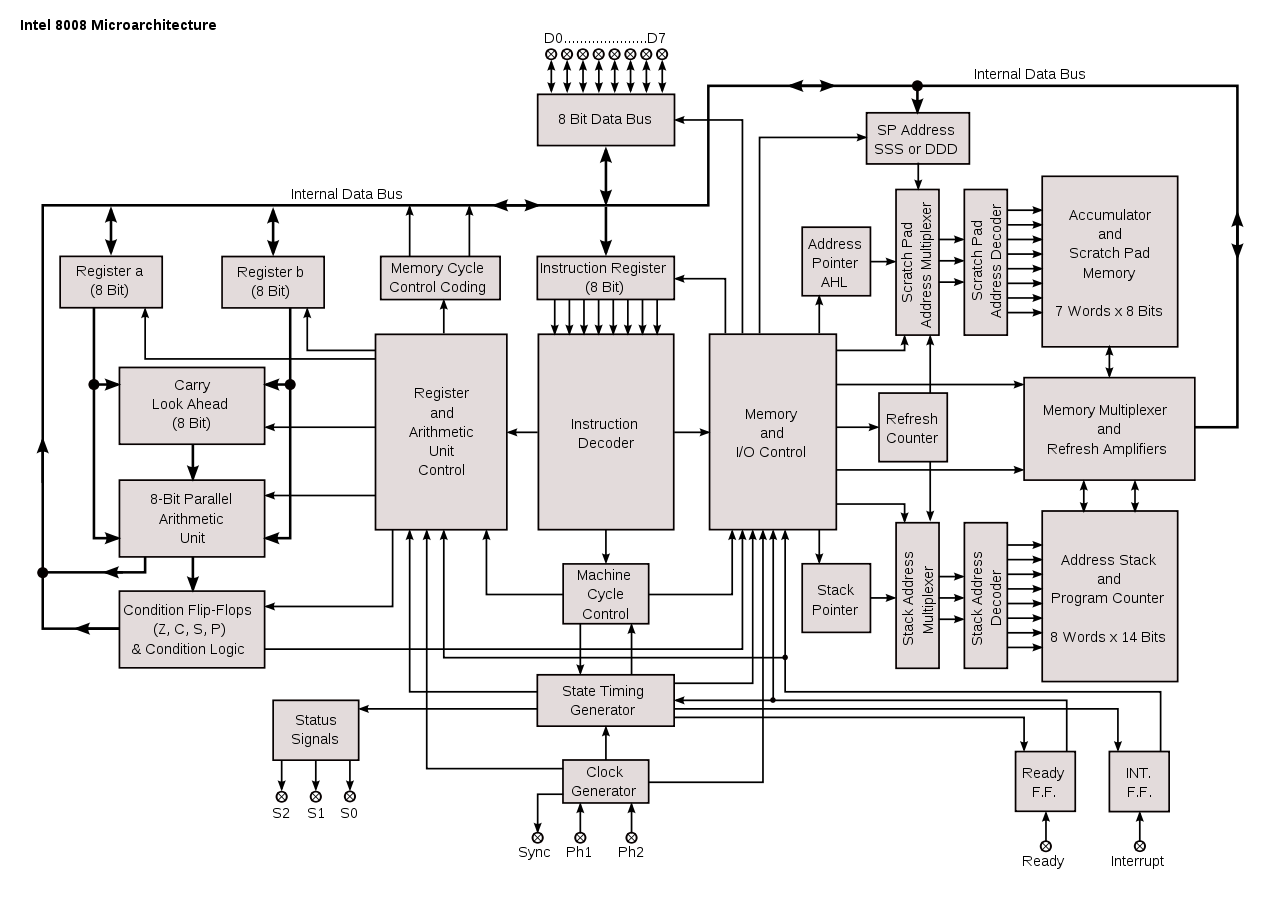 Intel 8008 Microarchitecture
D0.....................D7
Internal Data Bus
8 Bit Data Bus
SP Address
SSS or DDD
Internal Data Bus
Register a
(8 Bit)
Register b
(8 Bit)
Memory Cycle
Control Coding
Instruction Register
(8 Bit)
Address
Pointer
AHL
Scratch Pad
Address Multiplexer
Scratch Pad
Address Decoder
Accumulator
and
Scratch Pad
Memory
7 Words x 8 Bits
Carry
Look Ahead
(8 Bit)
Register
and
Arithmetic
Unit
Control
Instruction
Decoder
Memory
and
I/O Control
Refresh
Counter
Memory Multiplexer
and
Refresh Amplifiers
8-Bit Parallel
Arithmetic
Unit
Condition Flip-Flops
(Z, C, S, P)
& Condition Logic
Machine
Cycle
Control
Stack
Pointer
Stack Address
Multiplexer
Stack Address
Decoder
Address Stack
and
Program Counter
8 Words x 14 Bits
Status
Signals
State Timing
Generator
Clock
Generator
Ready
F.F.
INT.
F.F.
S2
S1
S0
Sync
Ph1
Ph2
Ready
Interrupt